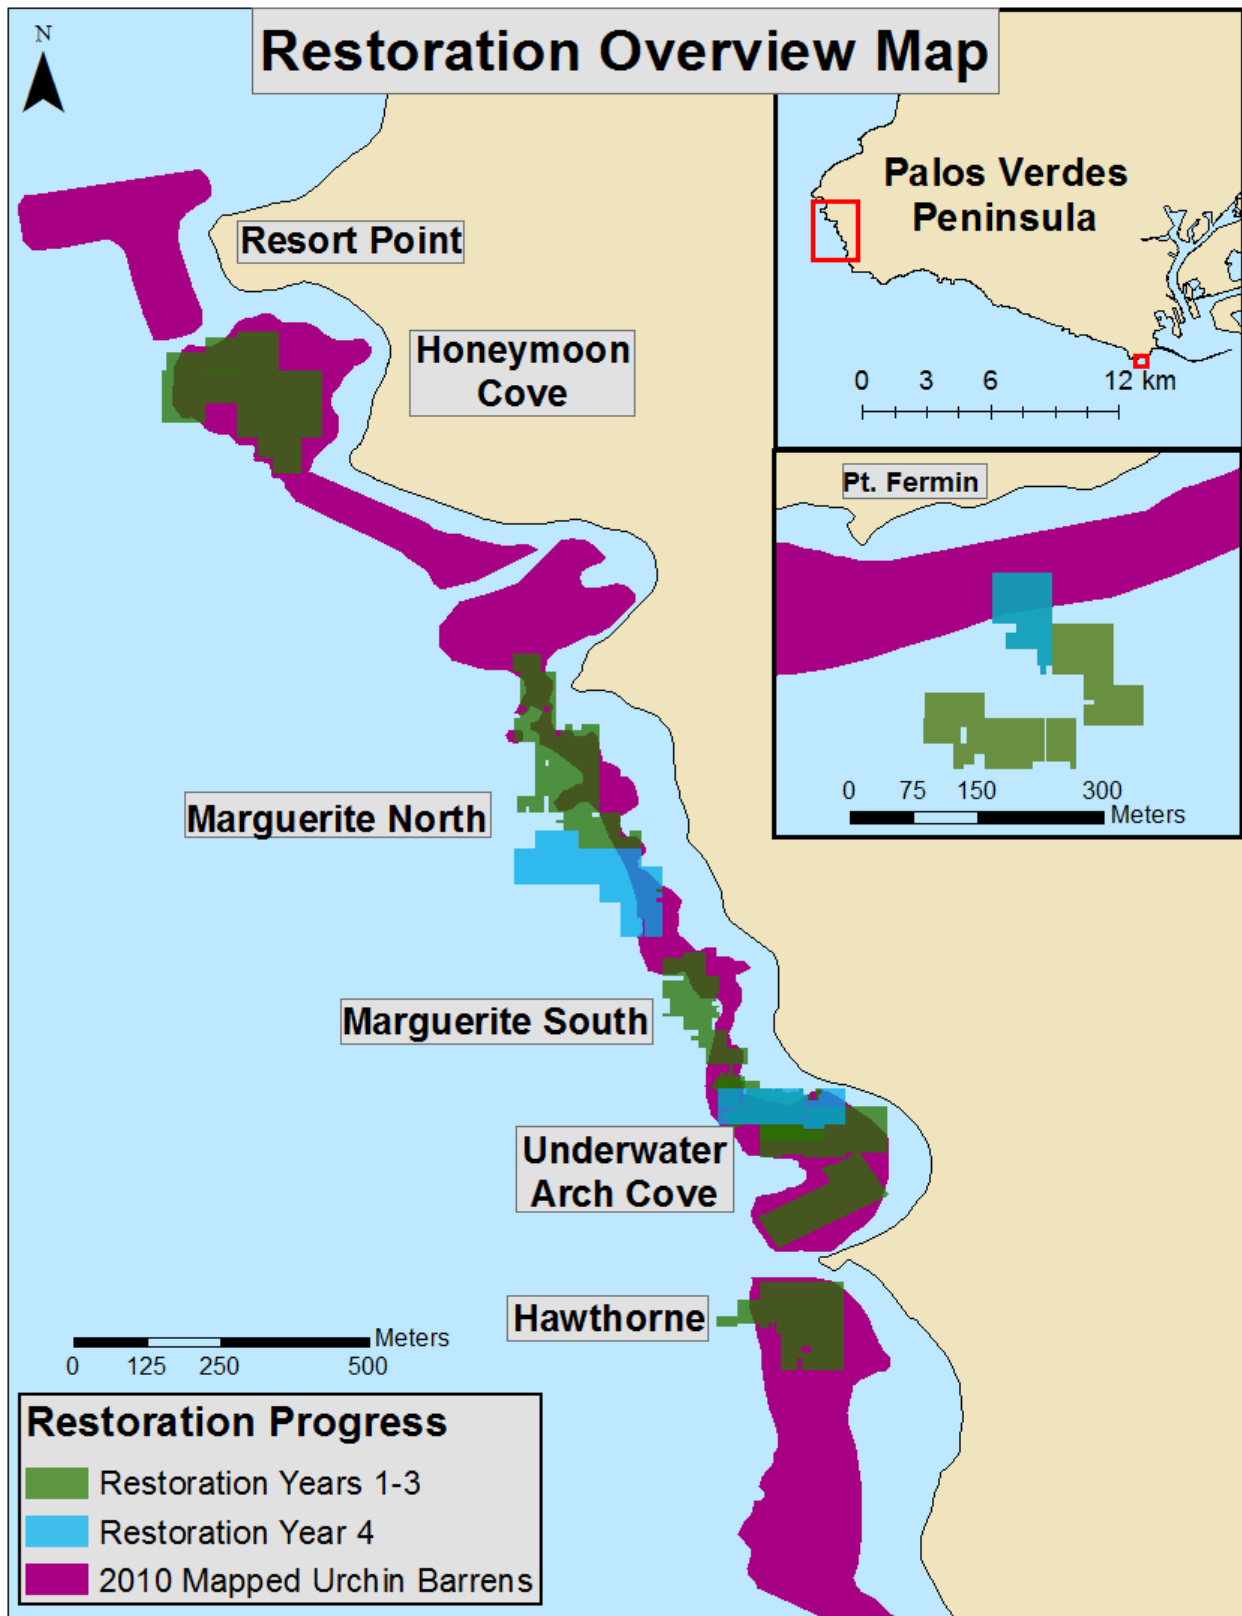 N
Restoration Overview Map
Palos Verdes
Peninsula
0 3 6 12 km
Resort Point
Honeymoon
Cove
Pt. Fermin
0 75 150 300
Meters
Marguerite North
Marguerite South
Underwater
Arch Cove
Hawthorne
Meters
0 125 250 500
Restoration Progress
Restoration Years 1-3
Restoration Year 4
2010 Mapped Urchin Barrens